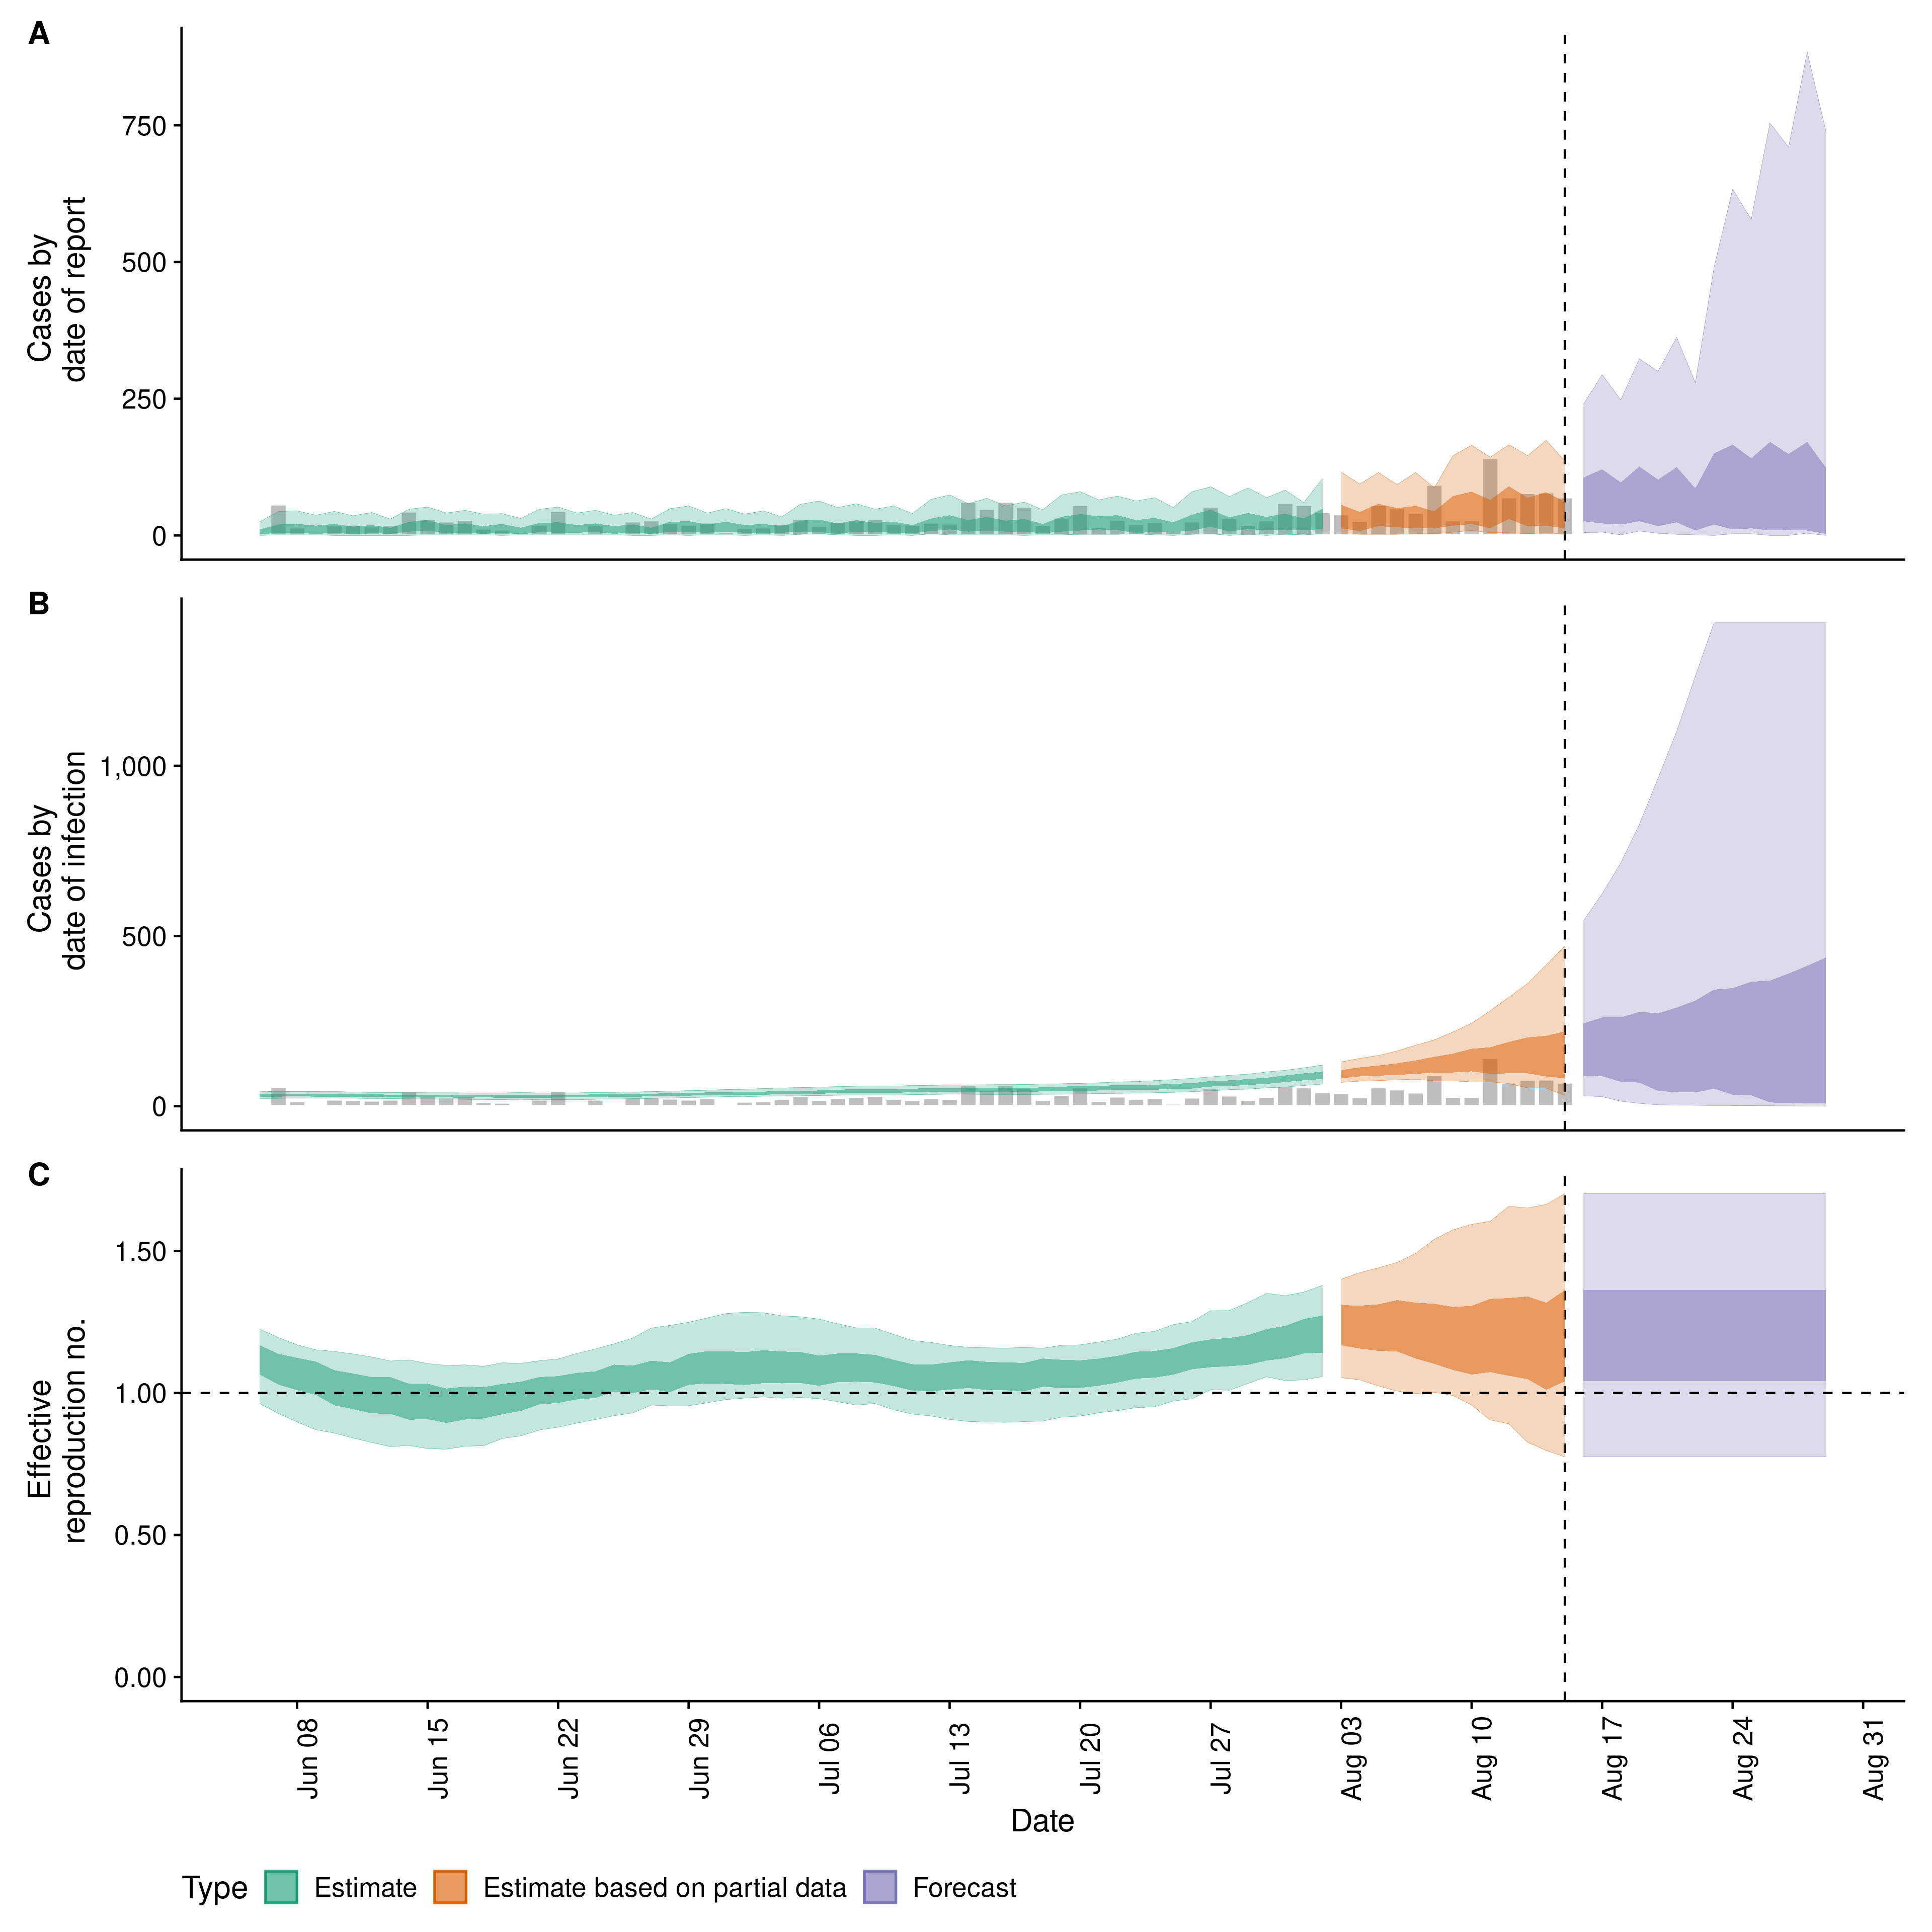 A
Cases by
date of report
750
500
250
0
B
Cases by
date of infection
1,000
500
0
C
Effective
reproduction no.
1.50
1.00
0.50
0.00
Jun 08
Jun 15
Jun 22
Jun 29
Jul 06
Jul 13
Jul 20
Jul 27
Aug 03
Aug 10
Aug 17
Aug 24
Aug 31
Date
Type Estimate Estimate based on partial data Forecast